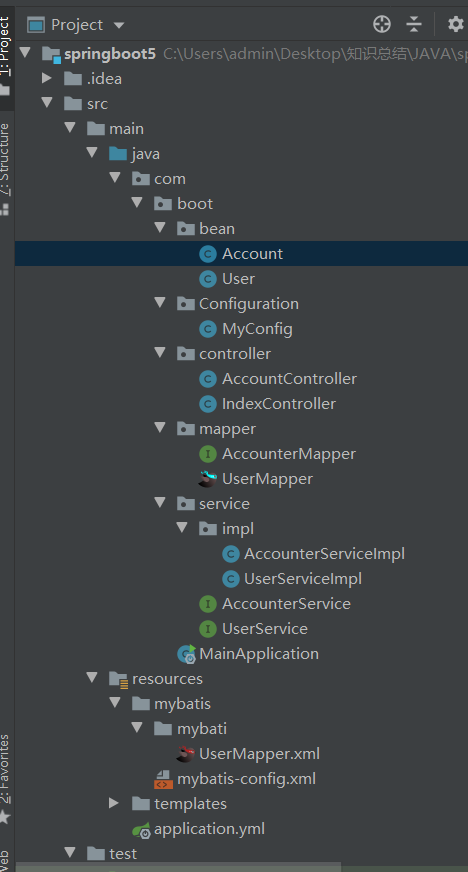 Project
springboot5 C:\Users\admin\Desktop\知识总结\JAVA\sp
.idea
src
main
java
com
boot
bean
Account
User
Configuration
MyConfig
controller
AccountController
IndexController
mapper
AccounterMapper
UserMapper
service
impl
AccounterServiceImpl
UserServiceImpl
AccounterService
UserService
MainApplication
resources
mybatis
mybati
UserMapper.xml
mybatis-config.xml
templates
application.yml
test
1: Project
7: Structure
2: Favorites